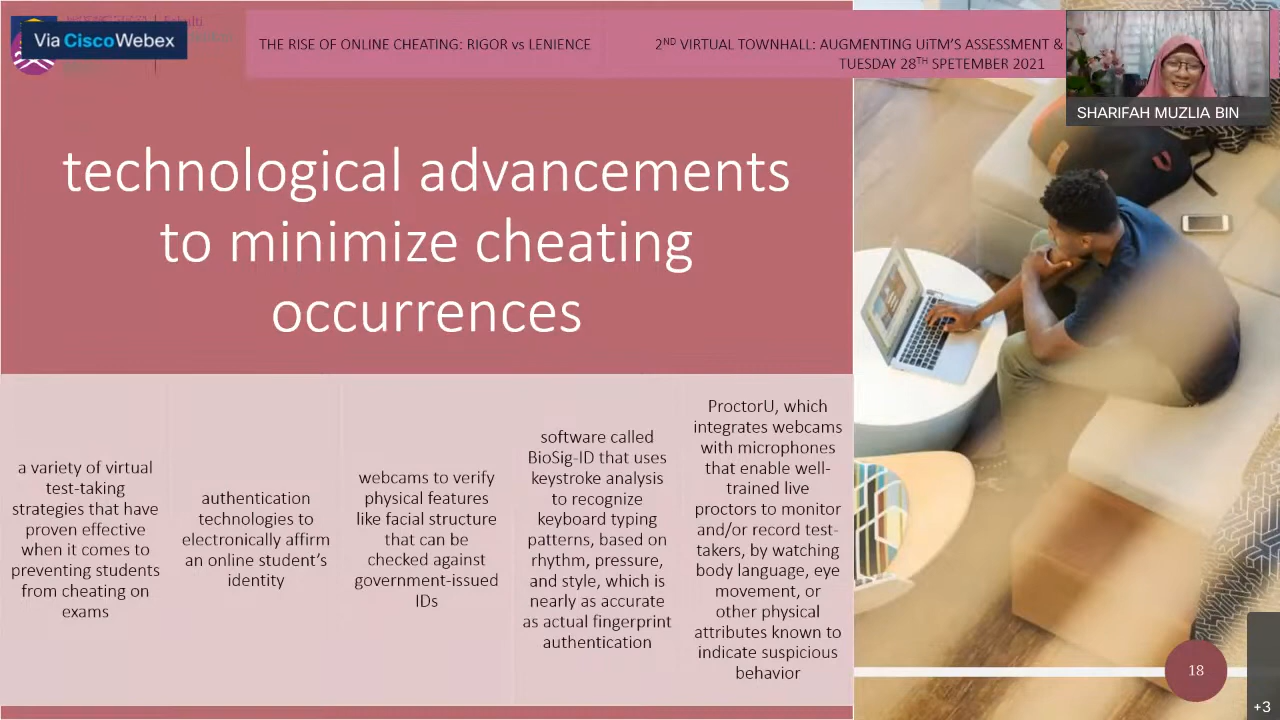 Via Cisco Webex
THE RISE OF ONLINE CHEATING: RIGOR vs LENIENCE
2ND VIRTUAL TOWNHALL: AUGMENTING UiTM'S ASSESSMENT &
TUESDAY 28TH SPETEMBER 2021
SHARIFAH MUZLIA BIN
technological advancements
to minimize cheating
occurrences
a variety of virtual
test-taking
strategies that have
proven effective
when it comes to
preventing students
from cheating on
exams
authentication
technologies to
electronically affirm
an online student's
identity
webcams to verify
physical features
like facial structure
that can be
checked against
government-issued
IDs
software called
BioSig-ID that uses
keystroke analysis
to recognize
keyboard typing
patterns, based on
rhythm, pressure,
and style, which is
nearly as accurate
as actual fingerprint
authentication
ProctorU, which
integrates webcams
with microphones
that enable well-
trained live
proctors to monitor
and/or record test-
takers, by watching
body language, eye
movement, or
other physical
attributes known to
indicate suspicious
behavior
18
+3